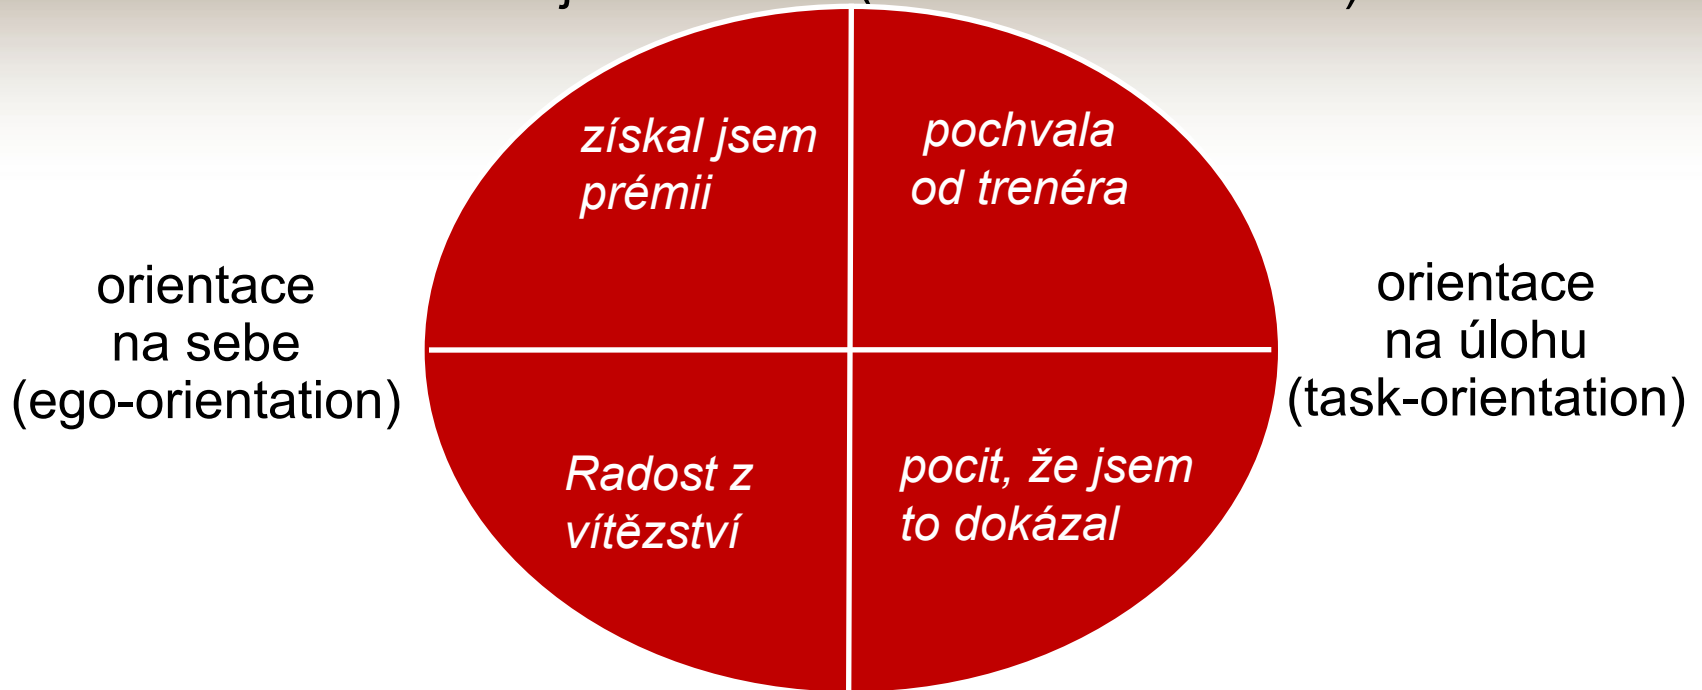 získal jsem
prémii
pochvala
od trenéra
orientace
na sebe
(ego-orientation)
orientace
na úlohu
(task-orientation)
Radost z
vítězství
pocit, že jsem
to dokázal